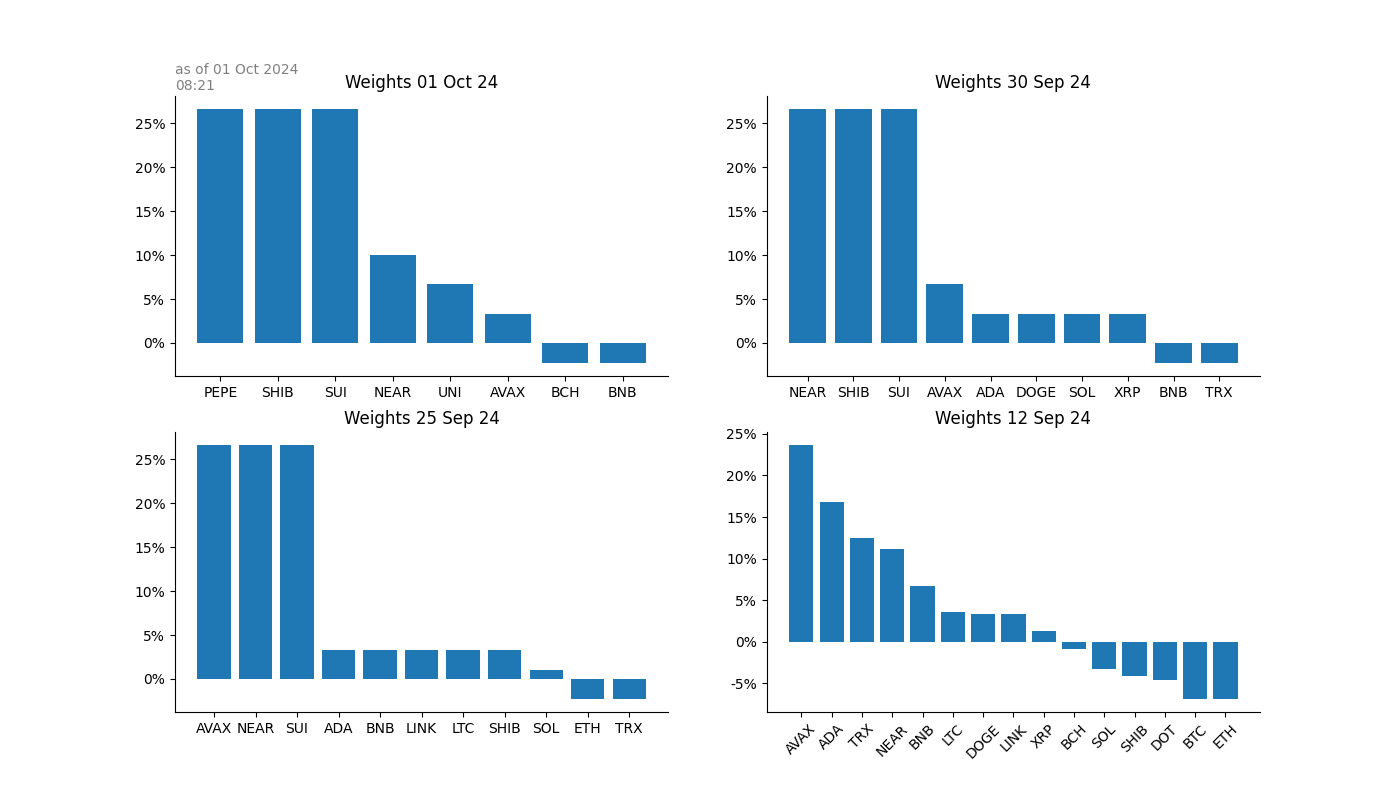 as of 01 Oct 2024
08:21
Weights 01 Oct 24
25%
20%
15%
10%
5%
0%
PEPE SHIB SUI NEAR UNI AVAX BCH BNB
Weights 30 Sep 24
25%
20%
15%
10%
5%
0%
NEAR SHIB SUI AVAX ADA DOGE SOL XRP BNB TRX
Weights 25 Sep 24
25%
20%
15%
10%
5%
0%
AVAX NEAR SUI ADA BNB LINK LTC SHIB SOL ETH TRX
Weights 12 Sep 24
25%
20%
15%
10%
5%
0%
-5%
AVAX ADA TRX NEAR BNB LTC DOGE LINK XRP BCH SOL SHIB DOT BTC ETH